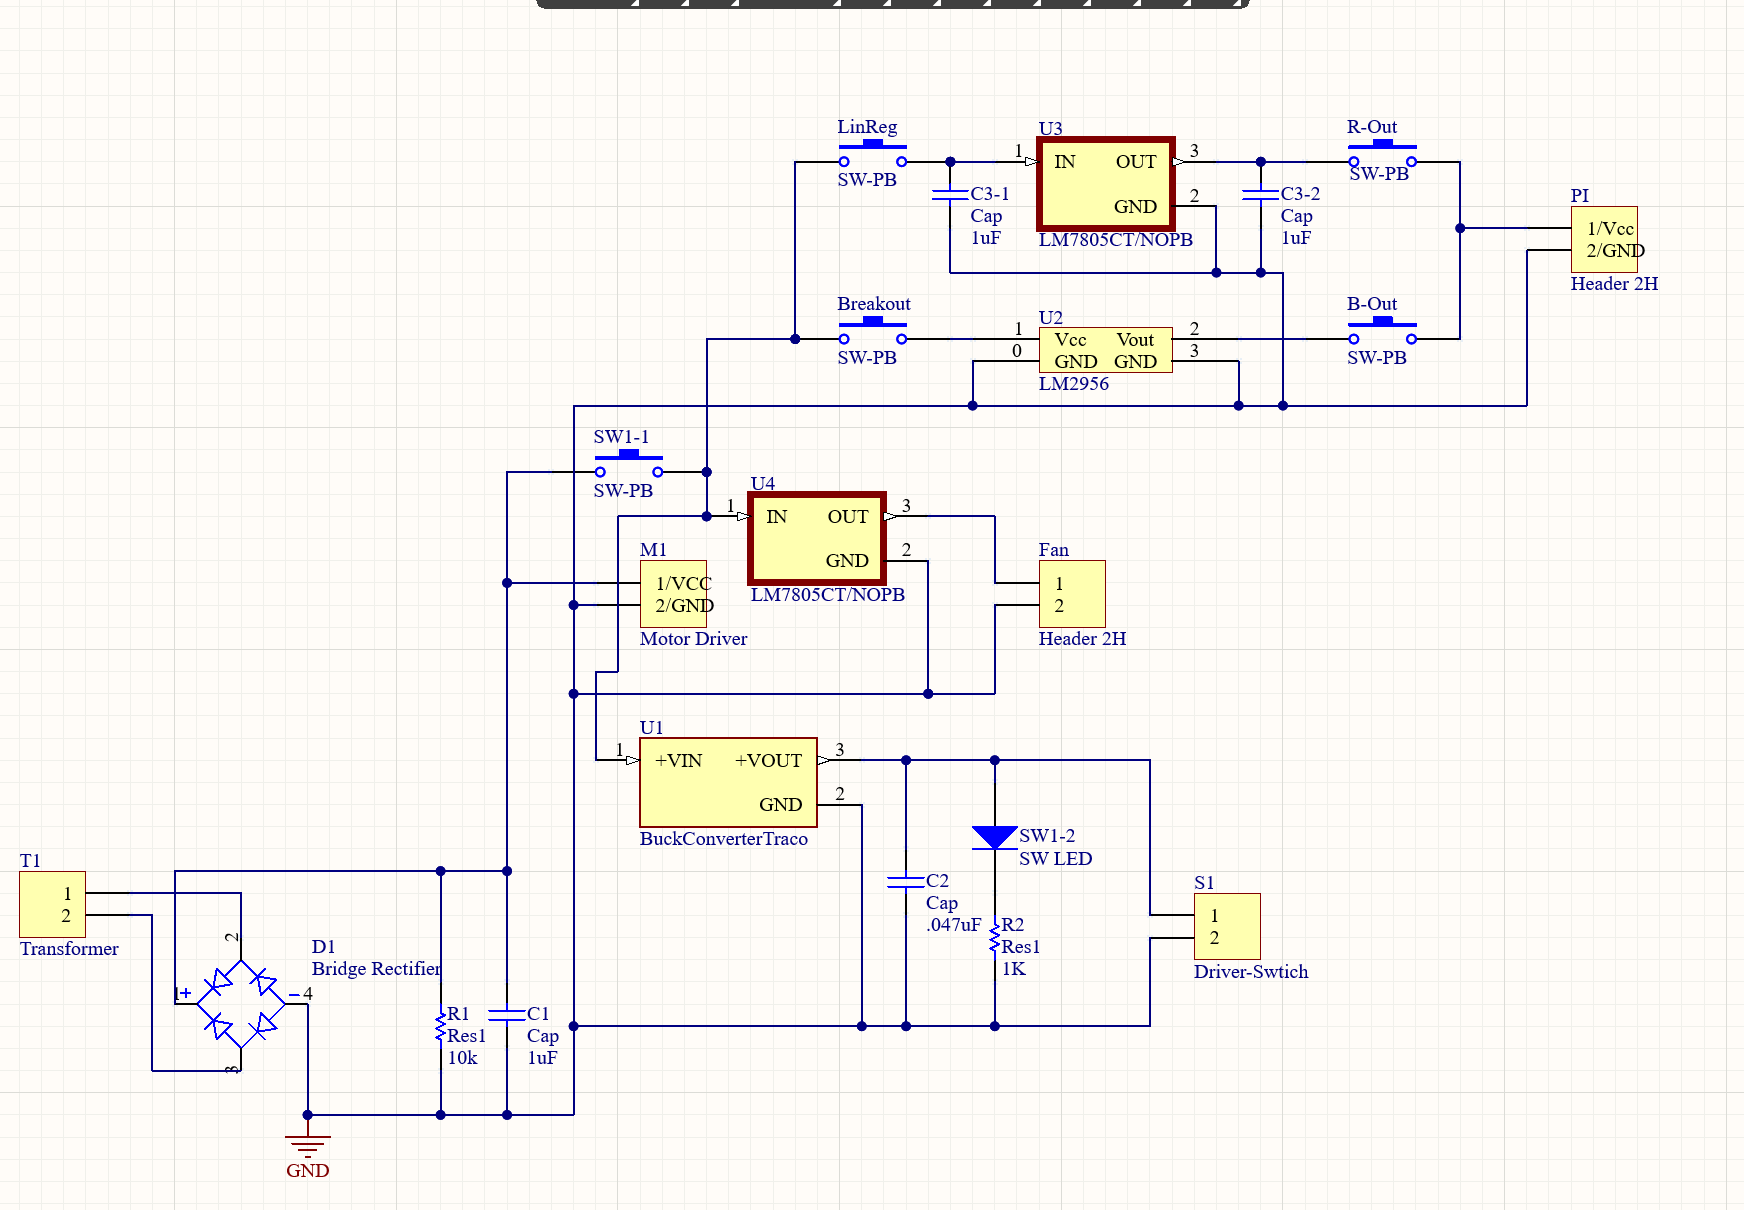 LinReg
SW-PB
1
U3
IN OUT
GND
LM7805CT/NOPB
3
2
C3-1
Cap
1uF
C3-2
Cap
1uF
R-Out
SW-PB
PI
1/Vcc
2/GND
Header 2H
Breakout
SW-PB
1
0
U2
Vcc Vout
GND GND
LM2956
2
3
B-Out
SW-PB
SW1-1
SW-PB
1
U4
IN OUT
GND
LM7805CT/NOPB
3
2
M1
1/VCC
2/GND
Motor Driver
Fan
1
2
Header 2H
1
U1
+VIN +VOUT
GND
BuckConverterTraco
3
2
SW1-2
SW LED
C2
Cap
.047uF
R2
Res1
1K
S1
1
2
Driver-Swtich
T1
1
2
Transformer
D1
Bridge Rectifier
2
1
+
-
4
3
R1
Res1
10k
C1
Cap
1uF
GND